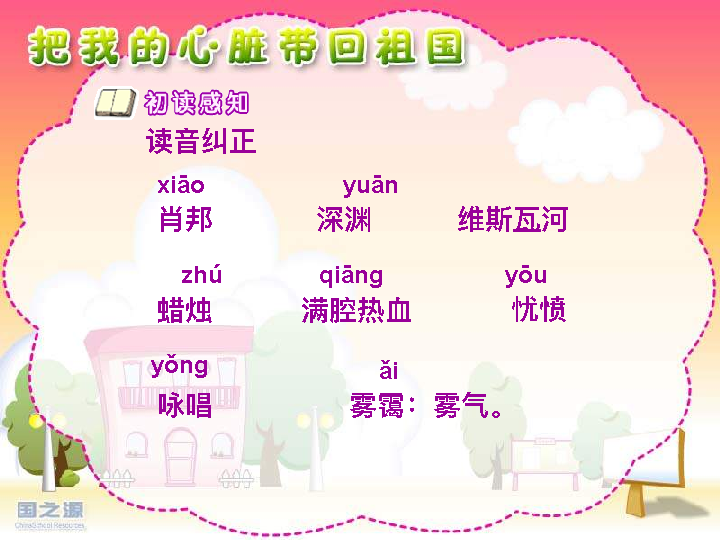 把我的心脏带回祖国
初读感知
读音纠正
xiāo yuān
肖邦 深渊 维斯瓦河
zhú qiāng yōu
蜡烛 满腔热血 忧愤
yǒng ǎi
咏唱 雾霭：雾气。
国之源
ChinaSchool Resources